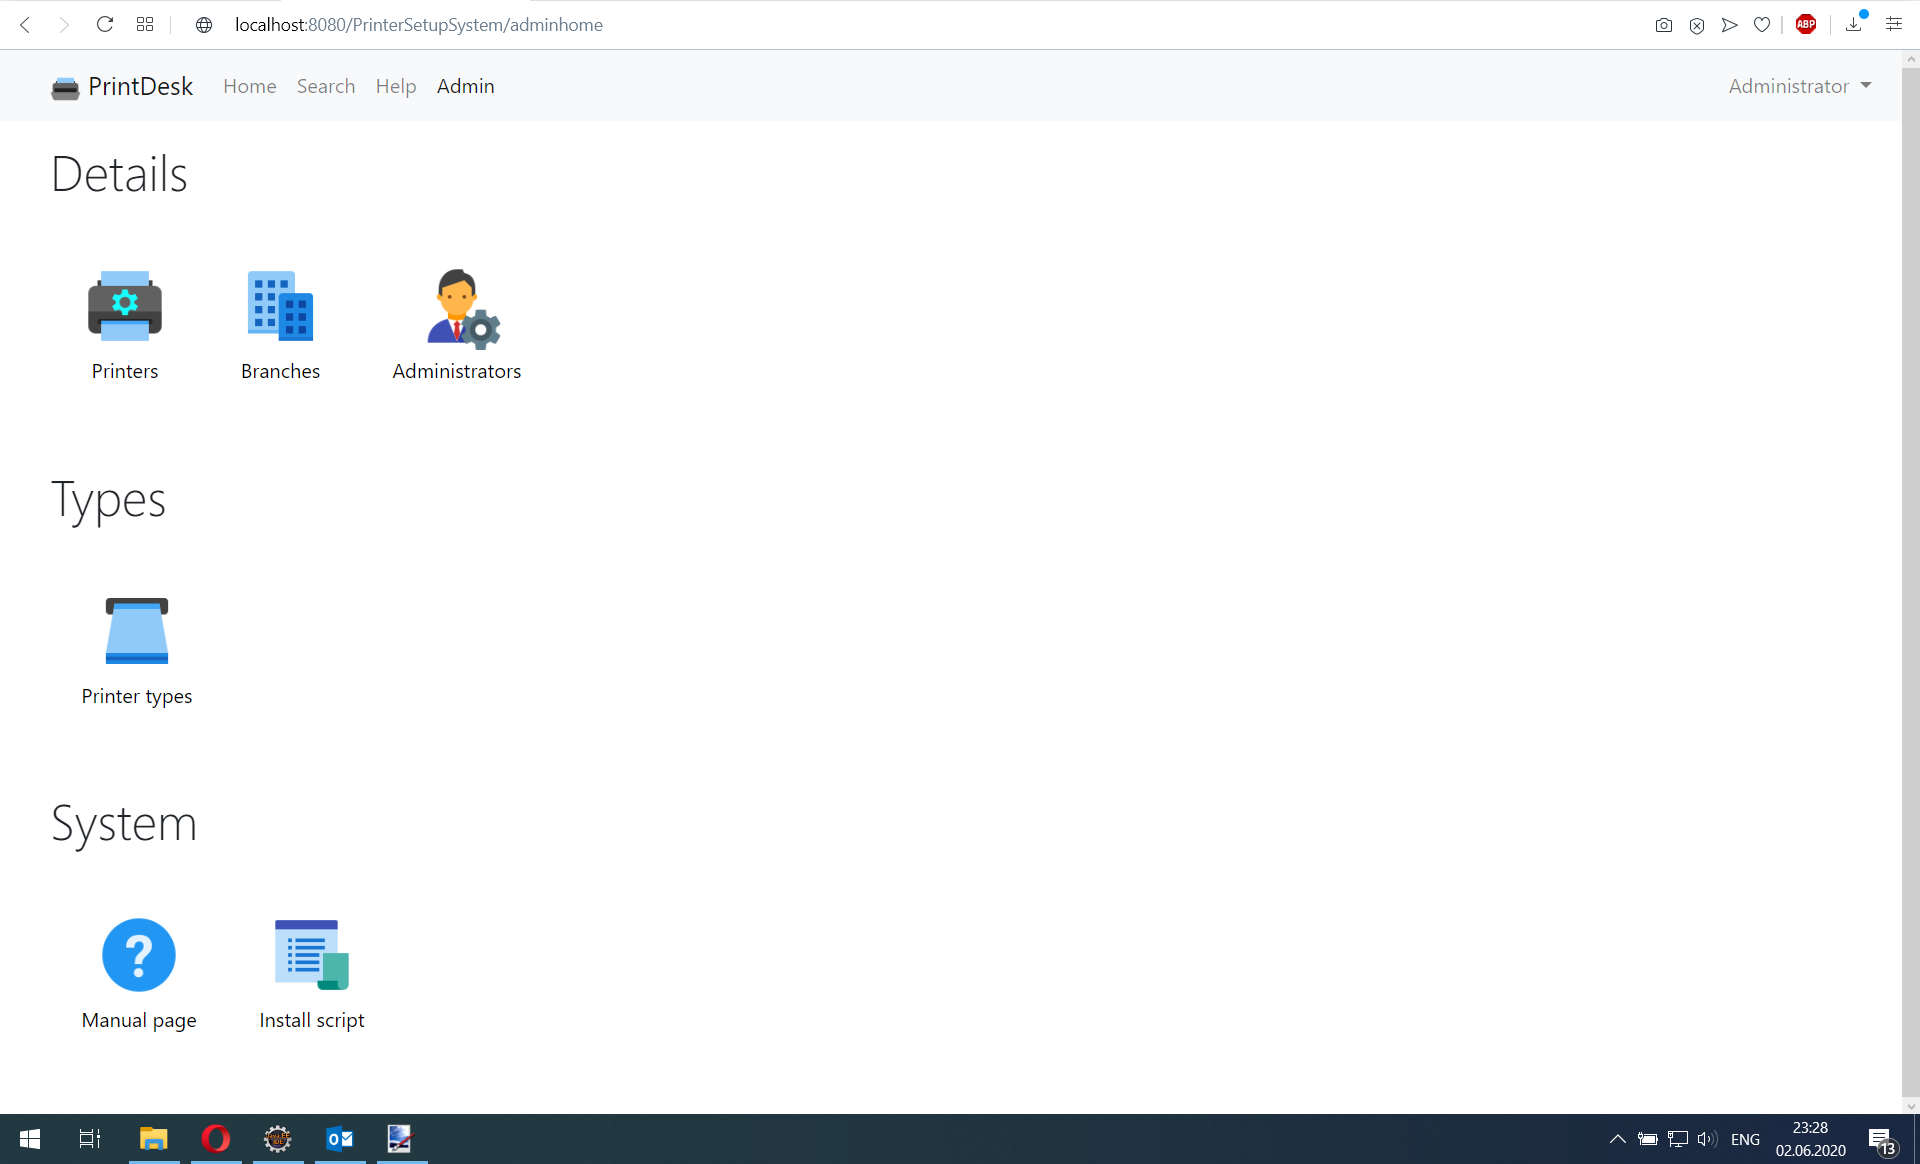 localhost:8080/PrinterSetupSystem/adminhome
ABP
PrintDesk Home Search Help Admin Administrator
Details
Printers Branches Administrators
Types
Printer types
System
?
Manual page Install script
ENG
23:28
02.06.2020
13